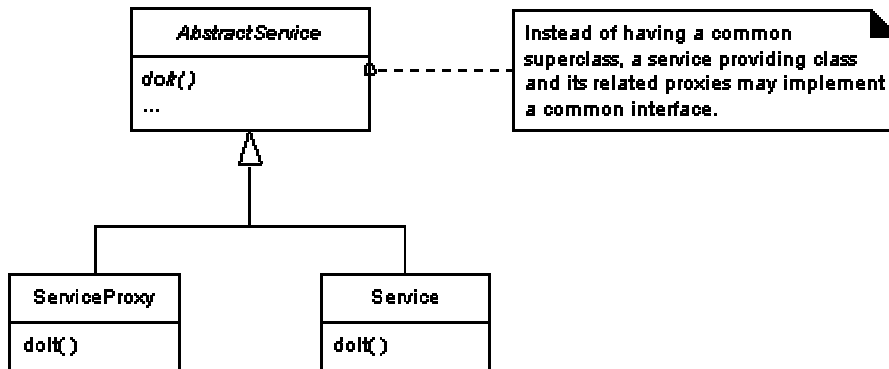 AbstractService
doIt()
...
Instead of having a common
superclass, a service providing class
and its related proxies may implement
a common interface.
ServiceProxy
doIt()
Service
doIt()